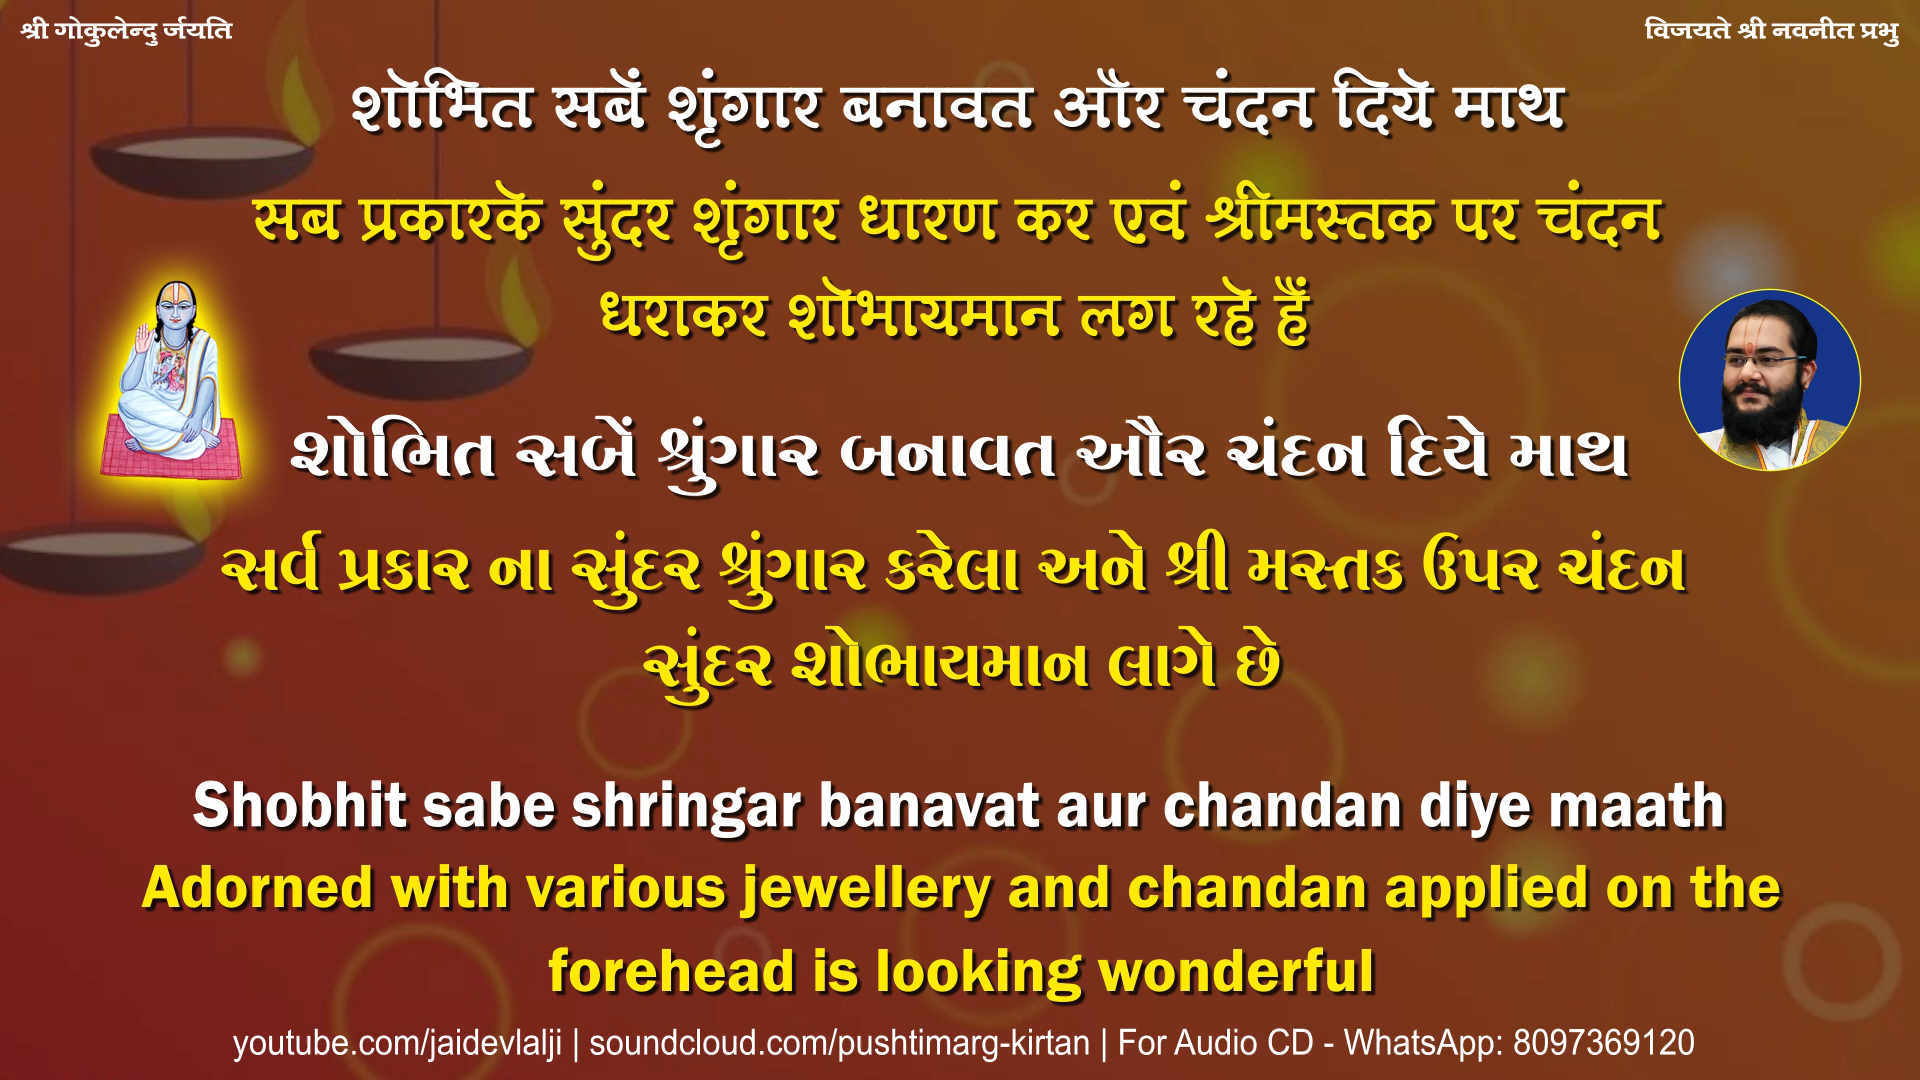 श्री गोकुलेन्दु र्जयति
विजयते श्री नवनीत प्रभु
शोभित सबें शृंगार बनावत और चंदन दिये माथ
सब प्रकारके सुंदर शृंगार धारण कर एवं श्रीमस्तक पर चंदन
धराकर शोभायमान लग रहे हैं
શોભિત સબેં શ્રુંગાર બનાવત ઔર ચંદન દિયે માથ
સર્વ પ્રકાર ના સુંદર શ્રુંગાર કરેલા અને શ્રી મસ્તક ઉપર ચંદન
સુંદર શોભાયમાન લાગે છે
Shobhit sabe shringar banavat aur chandan diye maath
Adorned with various jewellery and chandan applied on the
forehead is looking wonderful
youtube.com/jaidevlalji | soundcloud.com/pushtimarg-kirtan | For Audio CD - WhatsApp: 8097369120